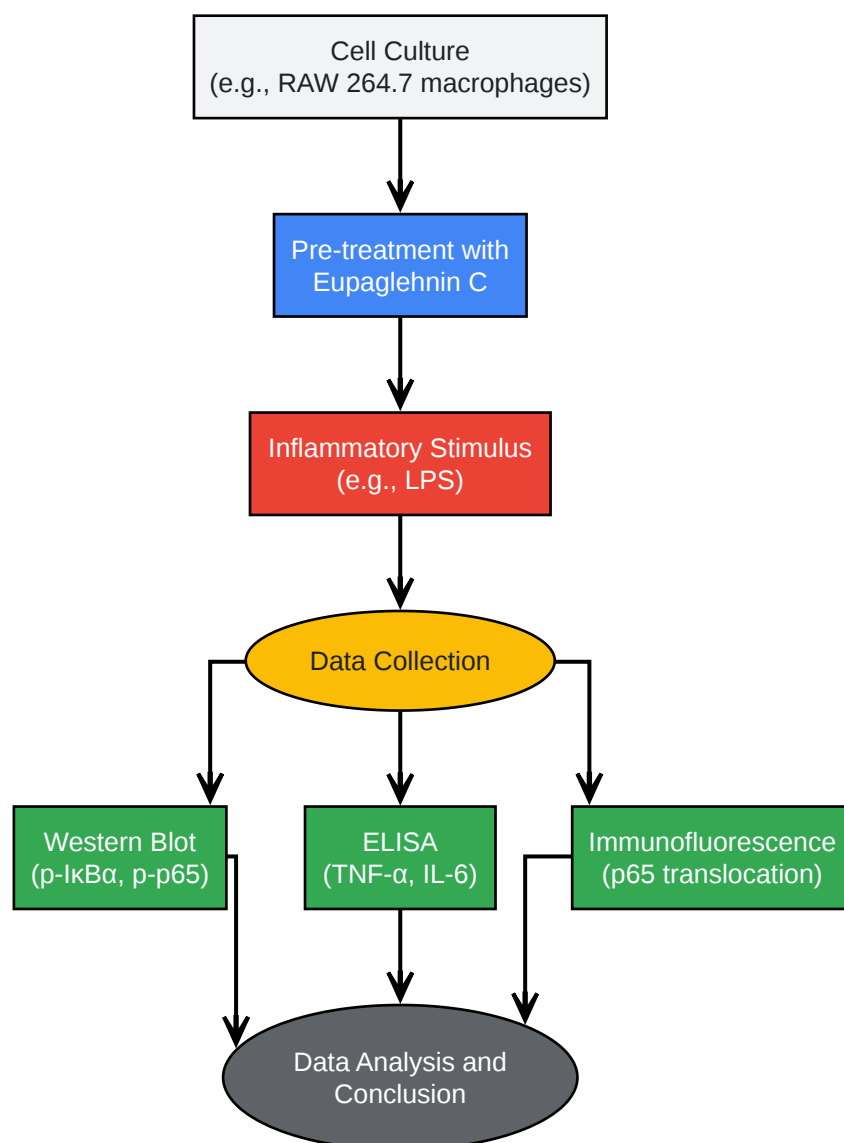 Cell Culture
(e.g., RAW 264.7 macrophages)
Pre-treatment with
Eupaglehnin C
Inflammatory Stimulus
(e.g., LPS)
Data Collection
Western Blot
(p-IκBα, p-p65)
ELISA
(TNF-α, IL-6)
Immunofluorescence
(p65 translocation)
Data Analysis and
Conclusion